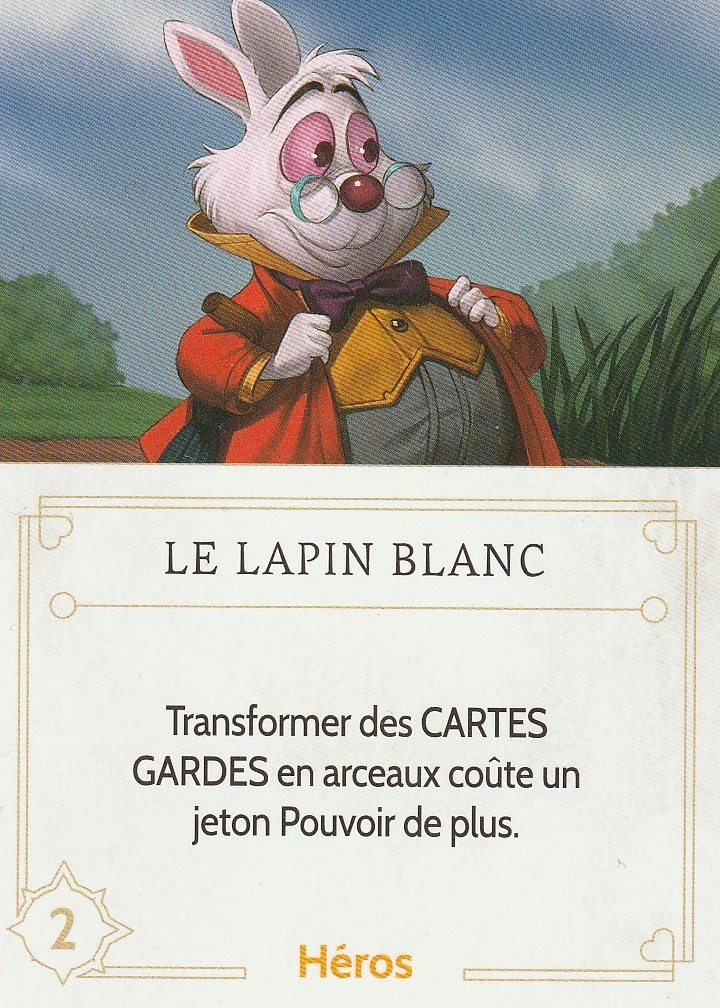 LE LAPIN BLANC
Transformer des CARTES
GARDES en arceaux coûte un
jeton Pouvoir de plus.
2
Héros